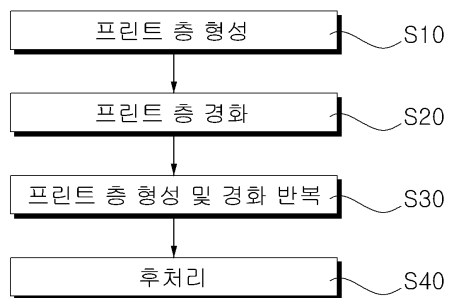 프린트 층 형성
S10
프린트 층 경화
S20
프린트 층 형성 및 경화 반복
S30
후처리
S40